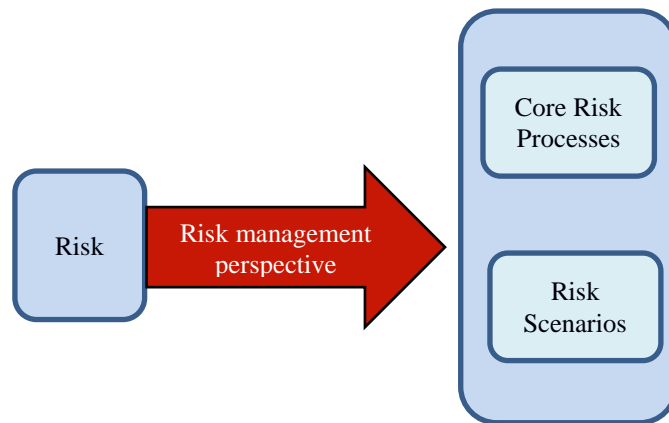 Risk
Risk management
perspective
Core Risk
Processes
Risk
Scenarios